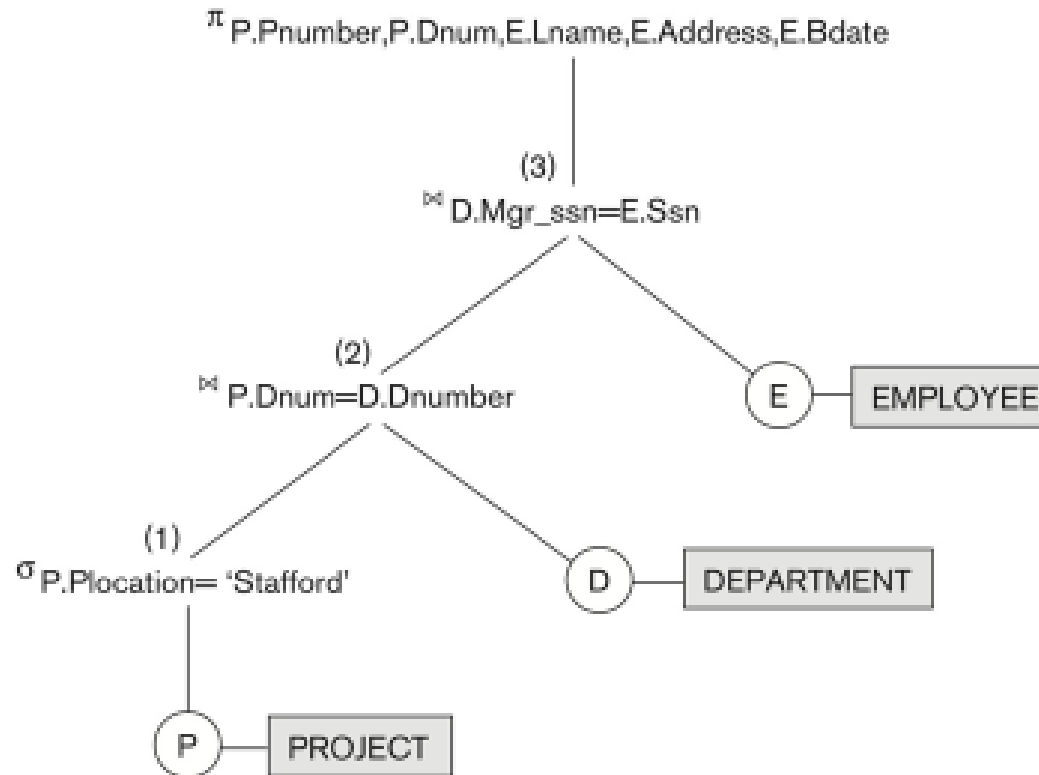 π P.Pnumber,P.Dnum,E.Lname,E.Address,E.Bdate
(3)
⋈ D.Mgr_ssn=E.Ssn
(2)
⋈ P.Dnum=D.Dnumber
E EMPLOYEE
(1)
σ P.Plocation= ‘Stafford’
D DEPARTMENT
P PROJECT